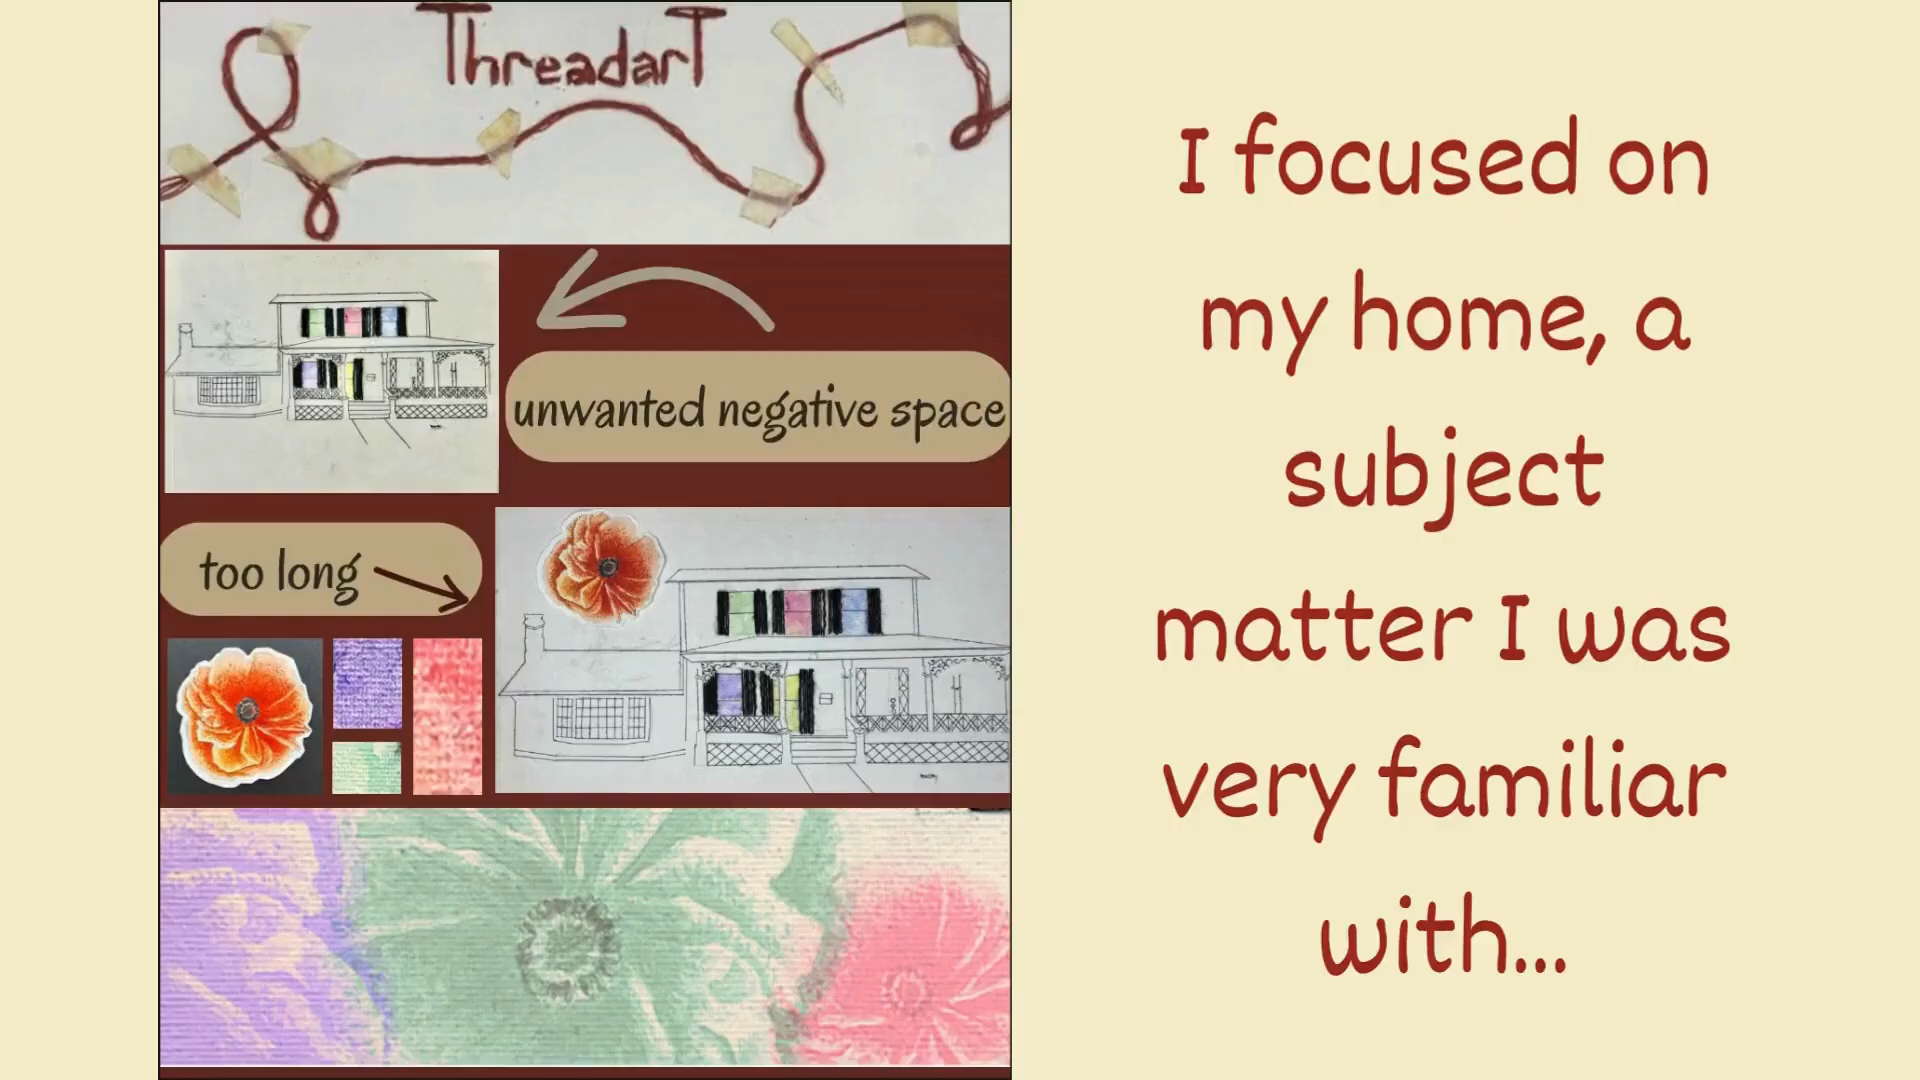 ThreadarT
unwanted negative space
too long
I focused on
my home, a
subject
matter I was
very familiar
with...